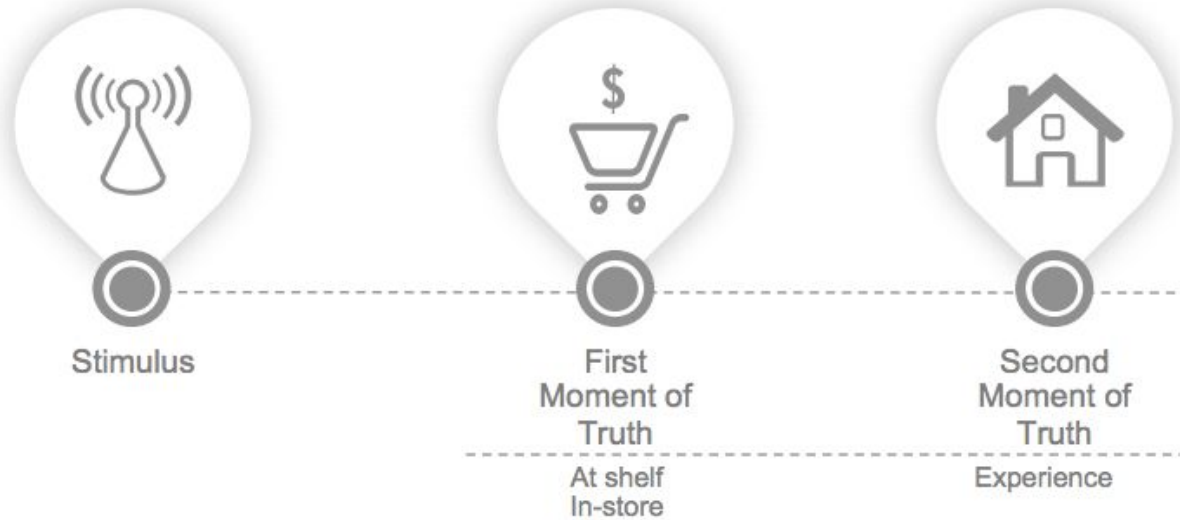 Stimulus
$
First
Moment of
Truth
At shelf
In-store
Second
Moment of
Truth
Experience